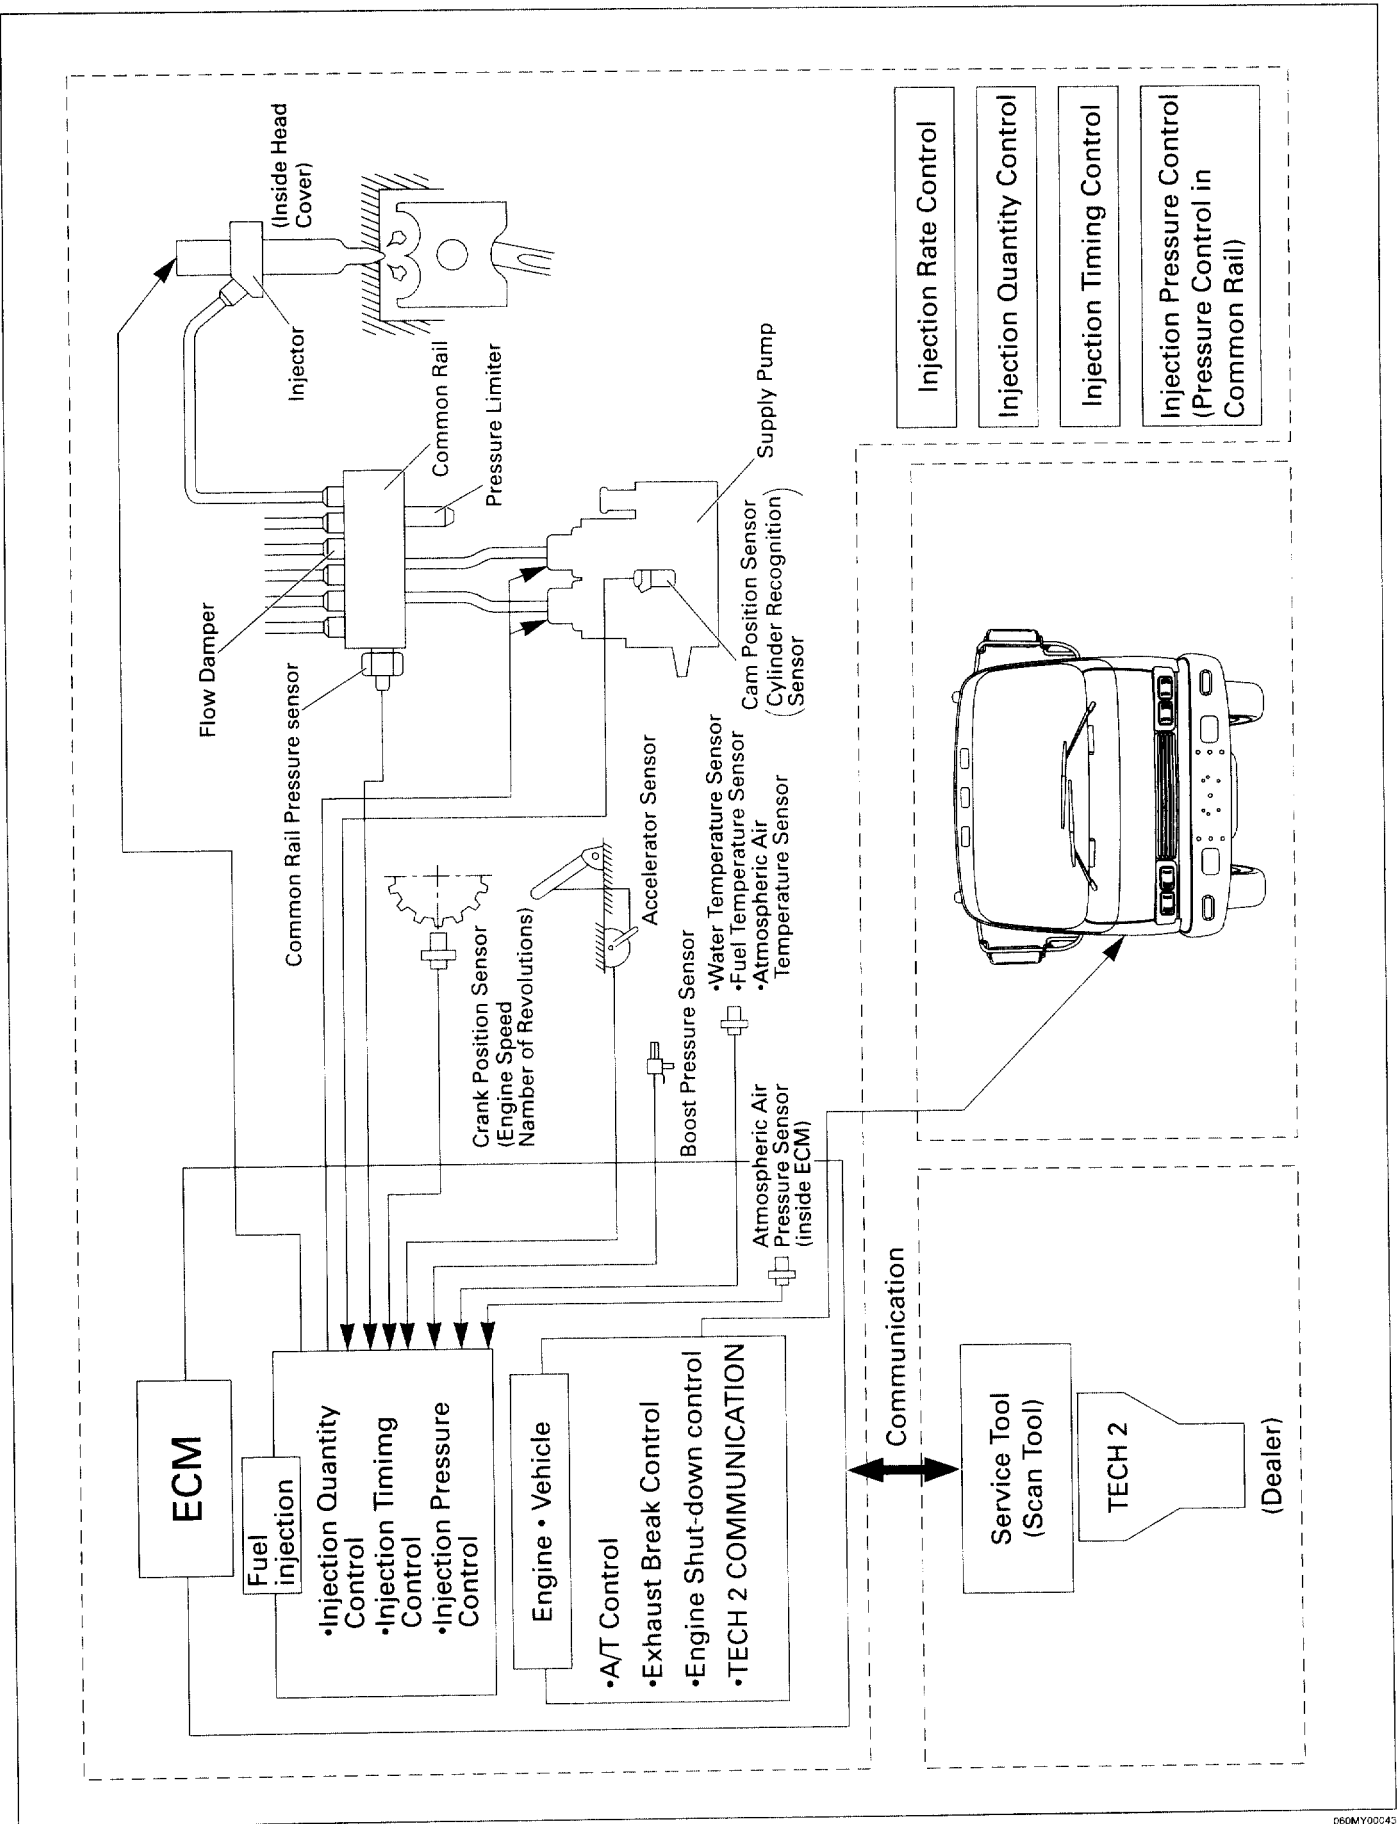 ECM
Fuel
injection
•Injection Quantity
Control
•Injection Timing
Control
•Injection Pressure
Control
Engine • Vehicle
•A/T Control
•Exhaust Break Control
•Engine Shut-down control
•TECH 2 COMMUNICATION
Atmospheric Air
Pressure Sensor
(inside ECM)
Boost Pressure Sensor
Crank Position Sensor
(Engine Speed
Namber of Revolutions)
•Water Temperature Sensor
•Fuel Temperature Sensor
•Atmospheric Air
Temperature Sensor
Accelerator Sensor
Common Rail Pressure sensor
Flow Damper
Cam Position Sensor
(Cylinder Recognition)
Sensor
Supply Pump
Pressure Limiter
Common Rail
Injector
(Inside Head
Cover)
Communication
Service Tool
(Scan Tool)
TECH 2
(Dealer)
Injection Rate Control
Injection Quantity Control
Injection Timing Control
Injection Pressure Control
(Pressure Control in
Common Rail)
060MY00043